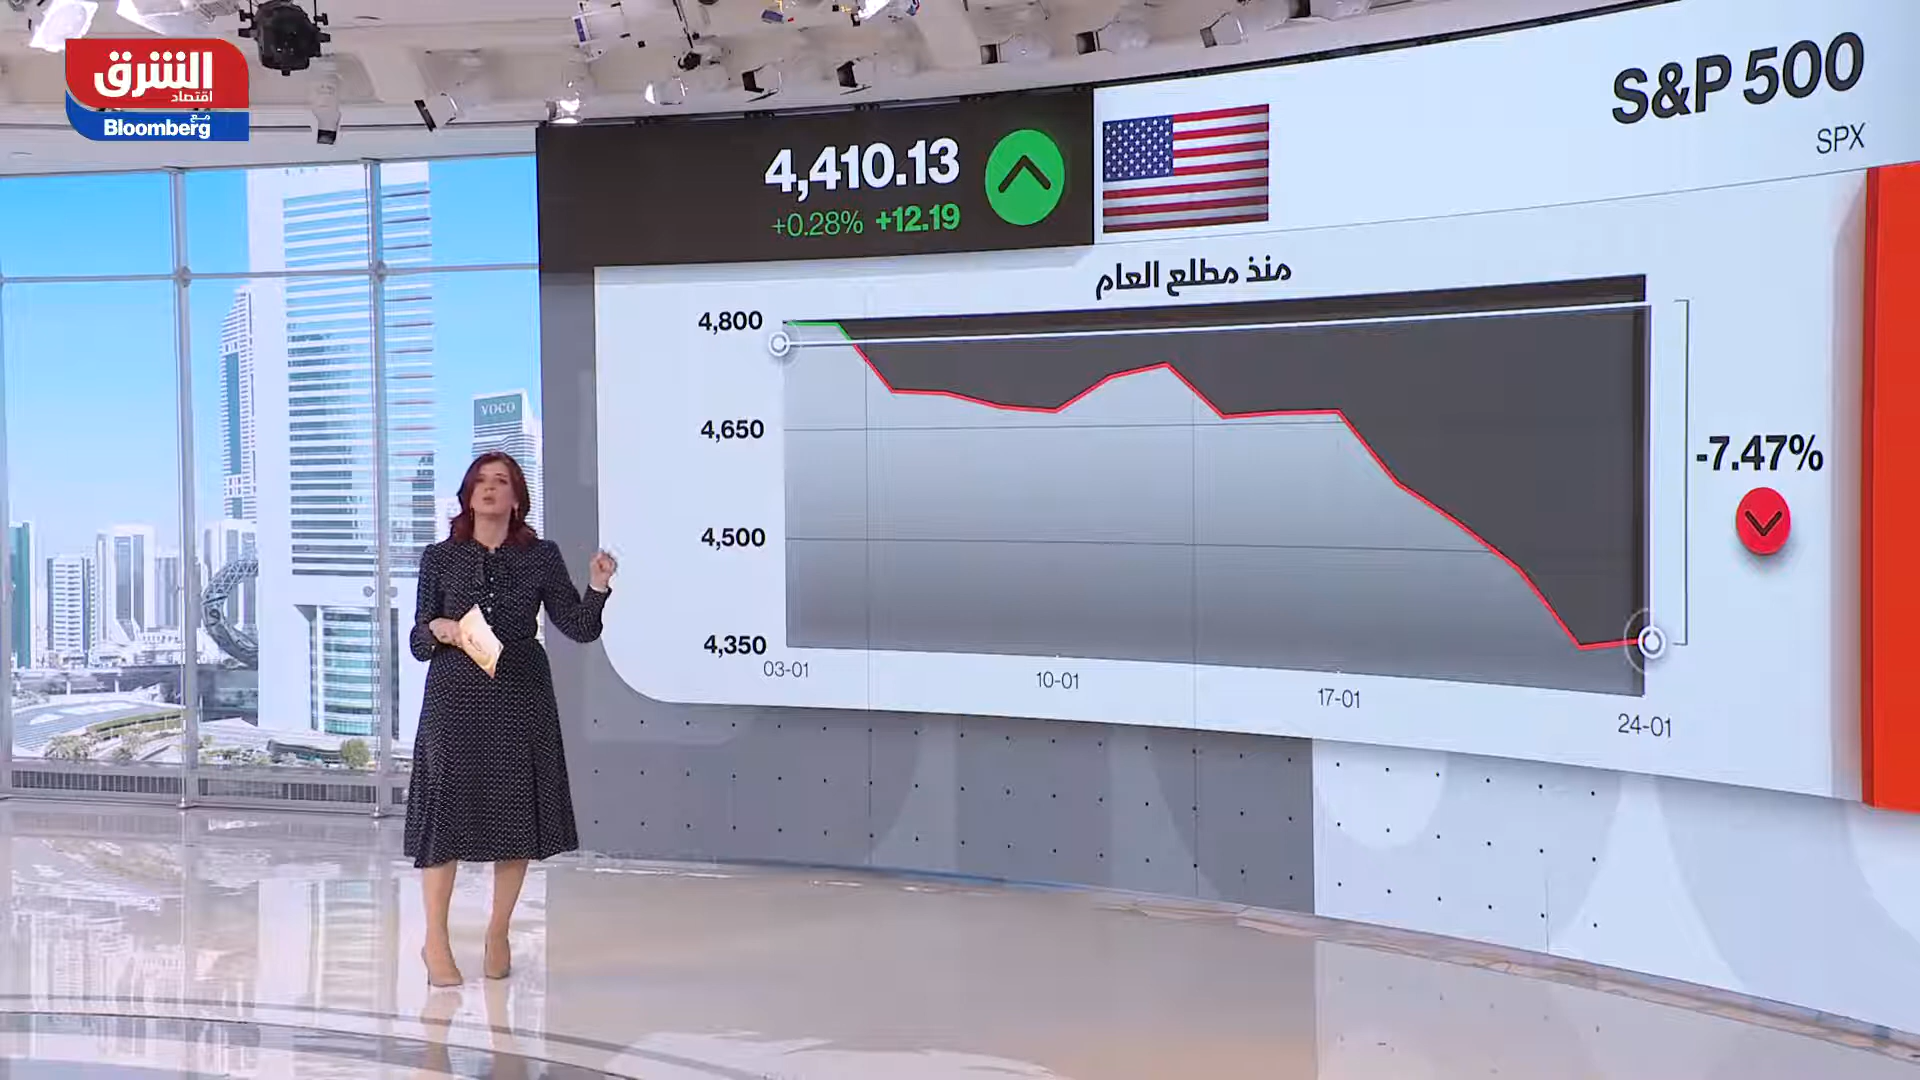 الشرق
اقتصاد
مع
Bloomberg
S&P 500
SPX
4,410.13
+0.28% +12.19
منذ مطلع العام
4,800
4,650
4,500
4,350
03-01
10-01
17-01
24-01
-7.47%
VOCO